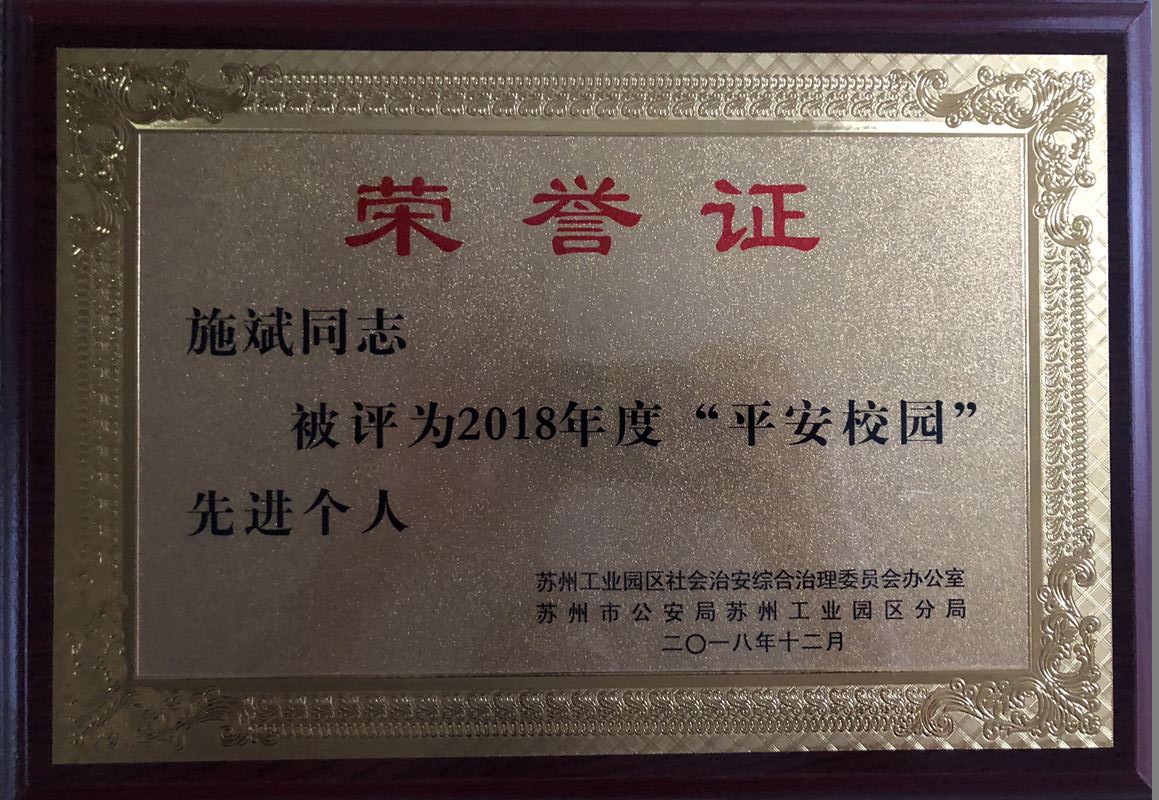 荣誉证
施斌同志
被评为2018年度“平安校园”
先进个人
苏州工业园区社会治安综合治理委员会办公室
苏州市公安局苏州工业园区分局
二〇一八年十二月